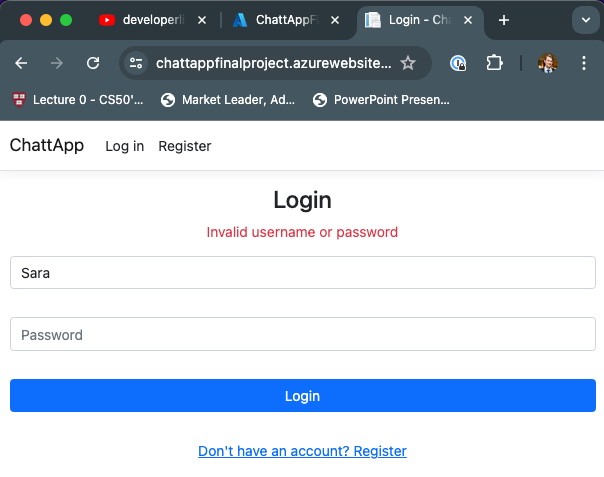 developerli
ChattAppFi
Login - Cha
chattappfinalproject.azurewebsite...
Lecture 0 - CS50'...
Market Leader, Ad...
PowerPoint Presen...
ChattApp
Log in
Register
Login
Invalid username or password
Sara
Password
Login
Don't have an account? Register